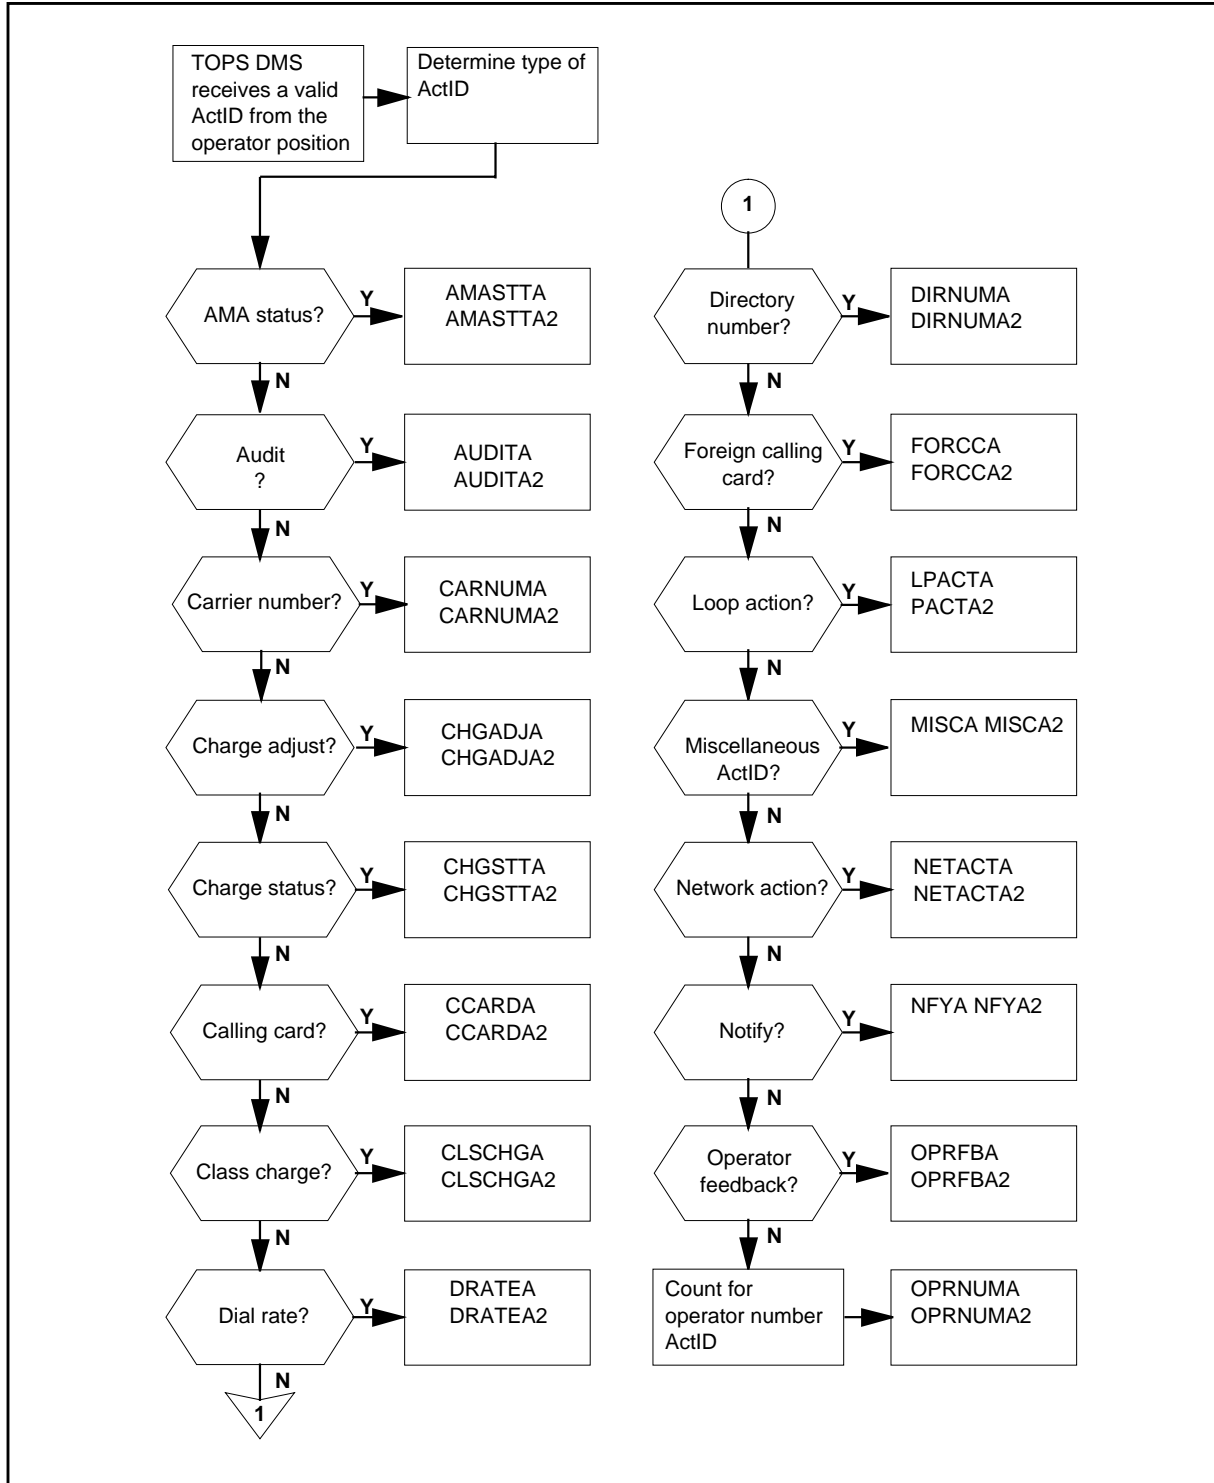 TOPS DMS
receives a valid
ActID from the
operator position
Determine type of
ActID
AMA status?
Y
AMASTTA
AMASTTA2
N
Audit
?
Y
AUDITA
AUDITA2
N
Carrier number?
Y
CARNUMA
CARNUMA2
N
Charge adjust?
Y
CHGADJA
CHGADJA2
N
Charge status?
Y
CHGSTTA
CHGSTTA2
N
Calling card?
Y
CCARDA
CCARDA2
N
Class charge?
Y
CLSCHGA
CLSCHGA2
N
Dial rate?
Y
DRATEA
DRATEA2
N
1
1
Directory
number?
Y
DIRNUMA
DIRNUMA2
N
Foreign calling
card?
Y
FORCCA
FORCCA2
N
Loop action?
Y
LPACTA
PACTA2
N
Miscellaneous
ActID?
Y
MISCA MISCA2
N
Network action?
Y
NETACTA
NETACTA2
N
Notify?
Y
NFYA NFYA2
N
Operator
feedback?
Y
OPRFBA
OPRFBA2
N
Count for
operator number
ActID
OPRNUMA
OPRNUMA2